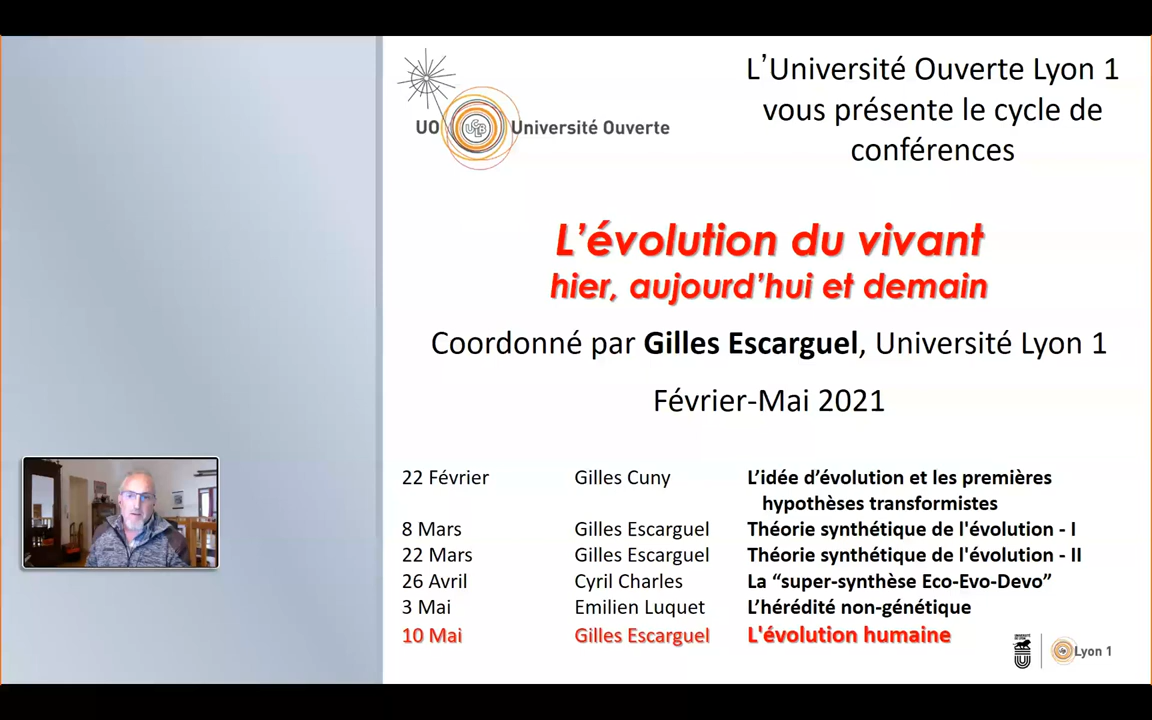 L’Université Ouverte Lyon 1
vous présente le cycle de
conférences
UO UCLB Université Ouverte
L’évolution du vivant
hier, aujourd’hui et demain
Coordonné par Gilles Escarguel, Université Lyon 1
Février-Mai 2021
22 Février Gilles Cuny L’idée d’évolution et les premières
hypothèses transformistes
8 Mars Gilles Escarguel Théorie synthétique de l'évolution - I
22 Mars Gilles Escarguel Théorie synthétique de l'évolution - II
26 Avril Cyril Charles La “super-synthèse Eco-Evo-Devo”
3 Mai Emilien Luquet L’hérédité non-génétique
10 Mai Gilles Escarguel L'évolution humaine
Lyon 1